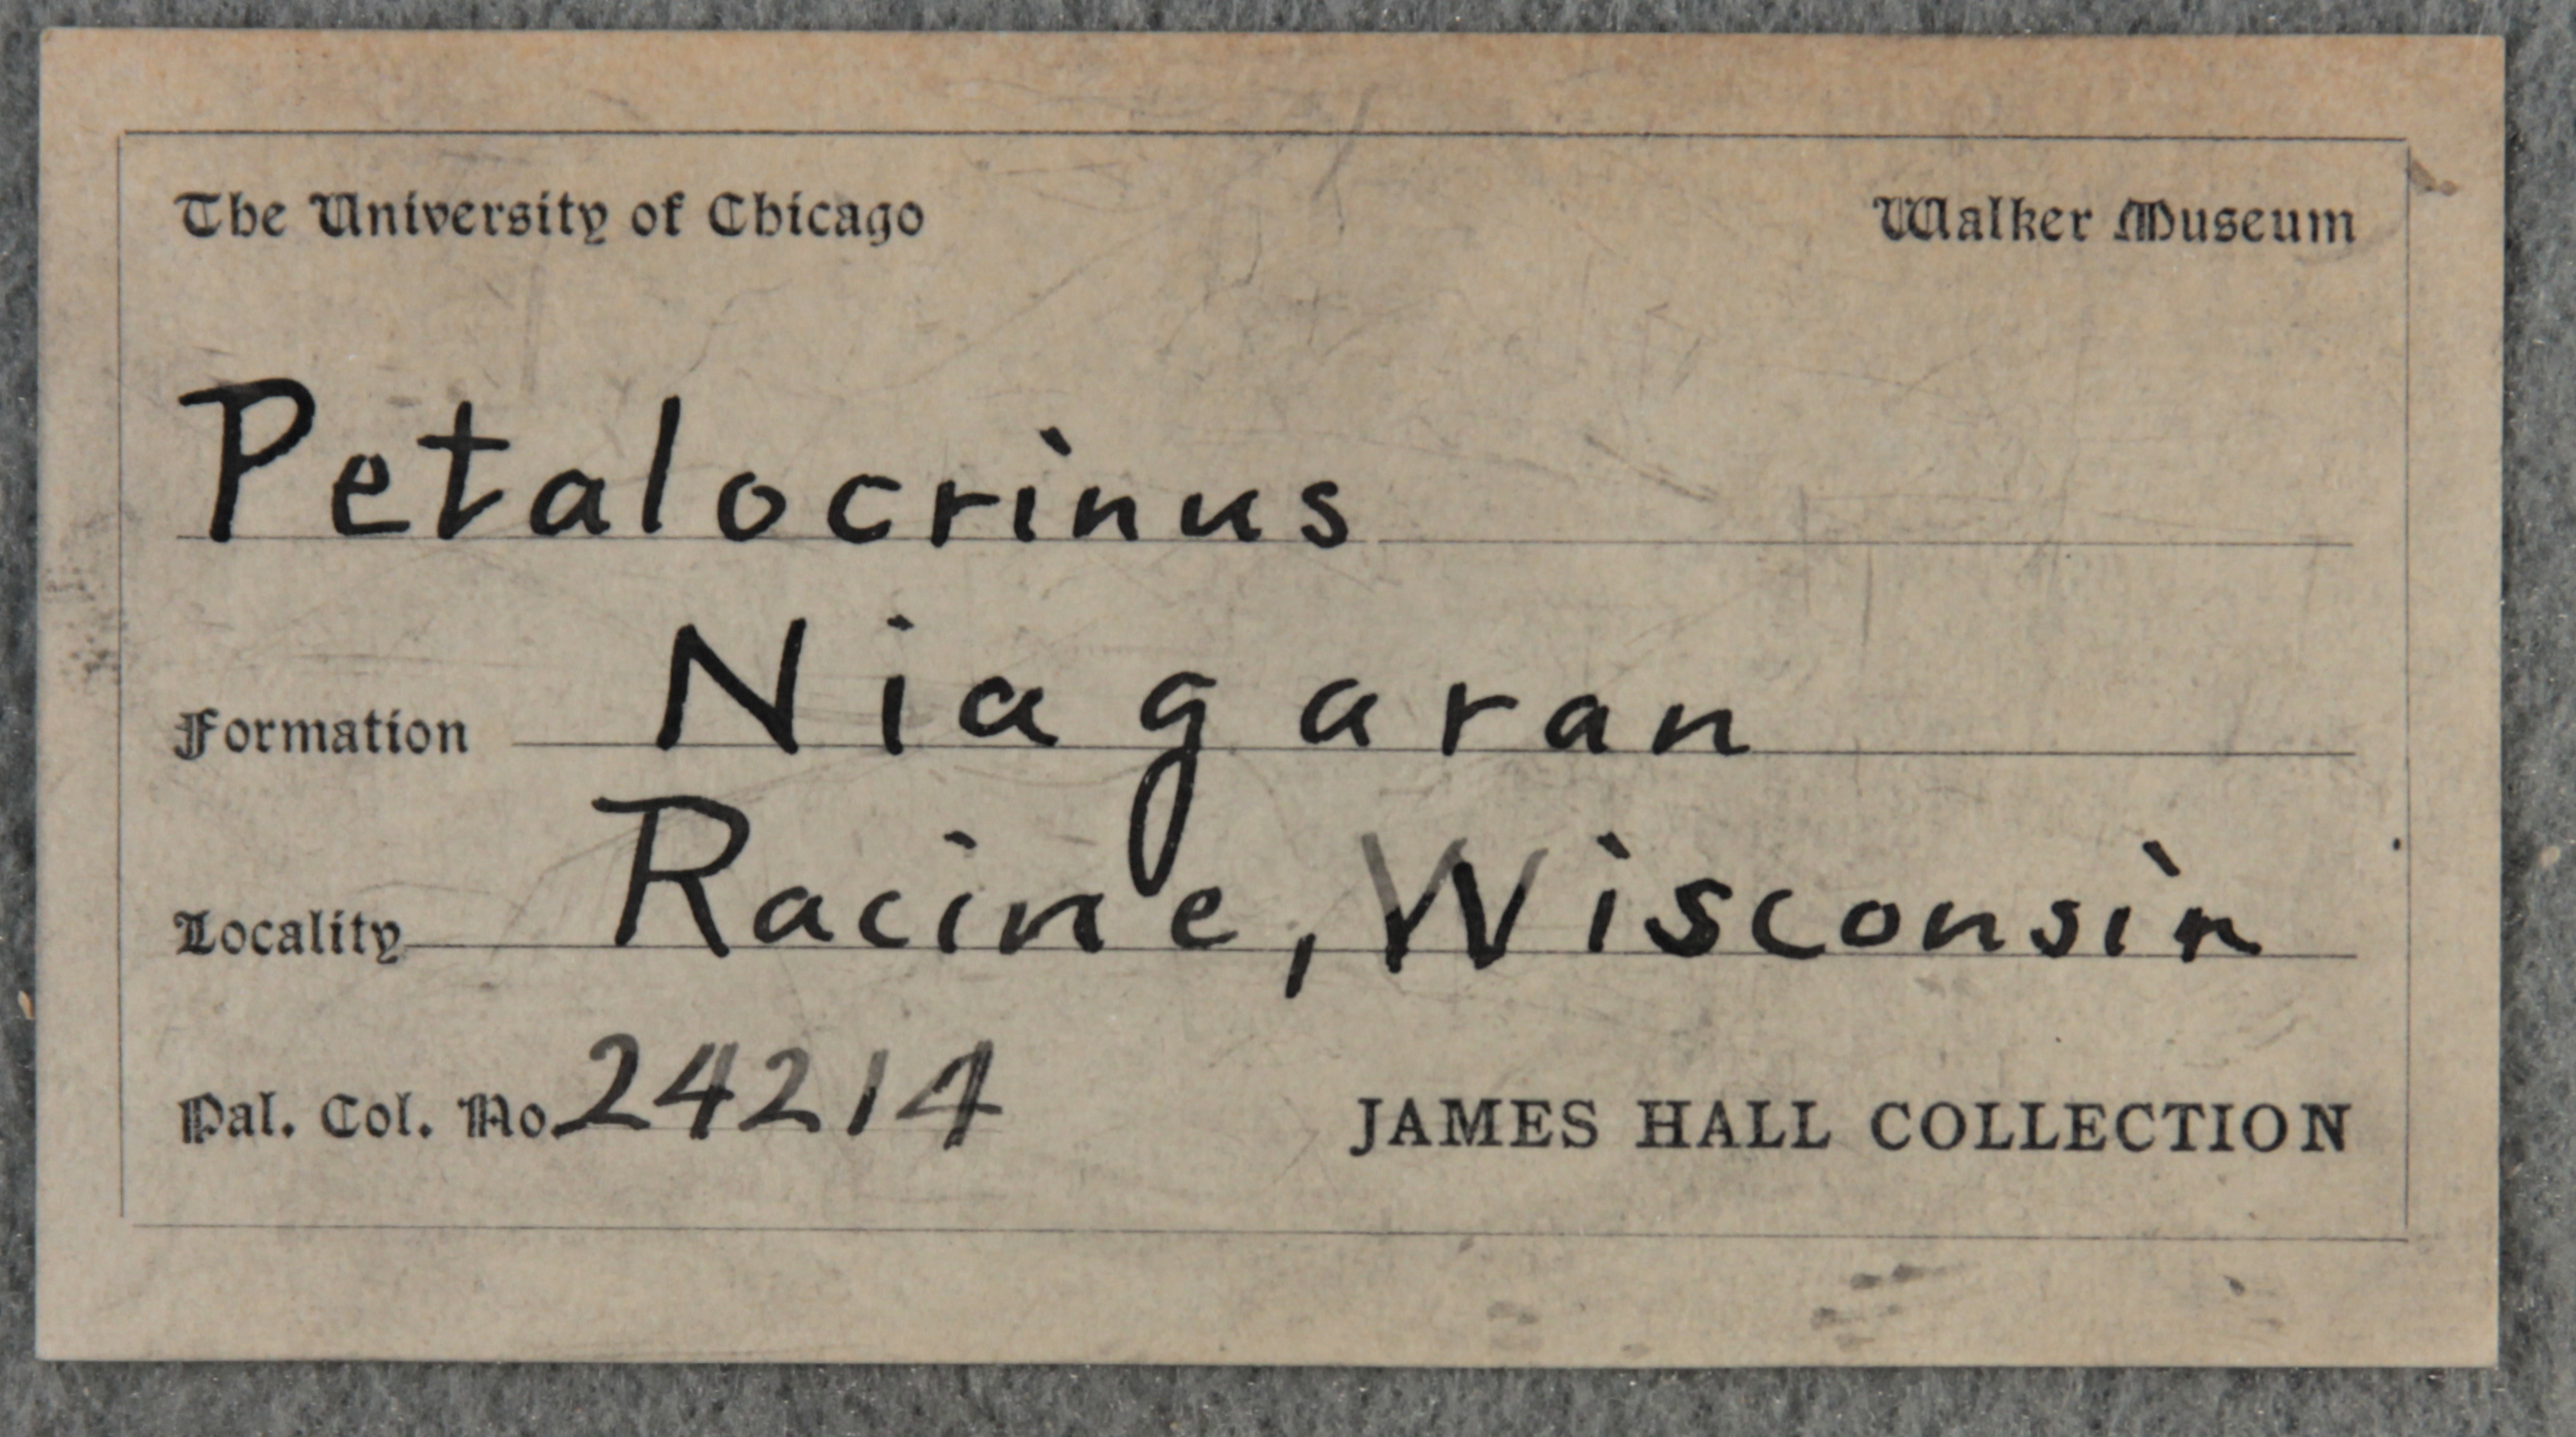 The University of Chicago Walker Museum
Petalocrinus
Formation Niagaran
Locality Racine, Wisconsin
Pal. Col. No. 24214 JAMES HALL COLLECTION